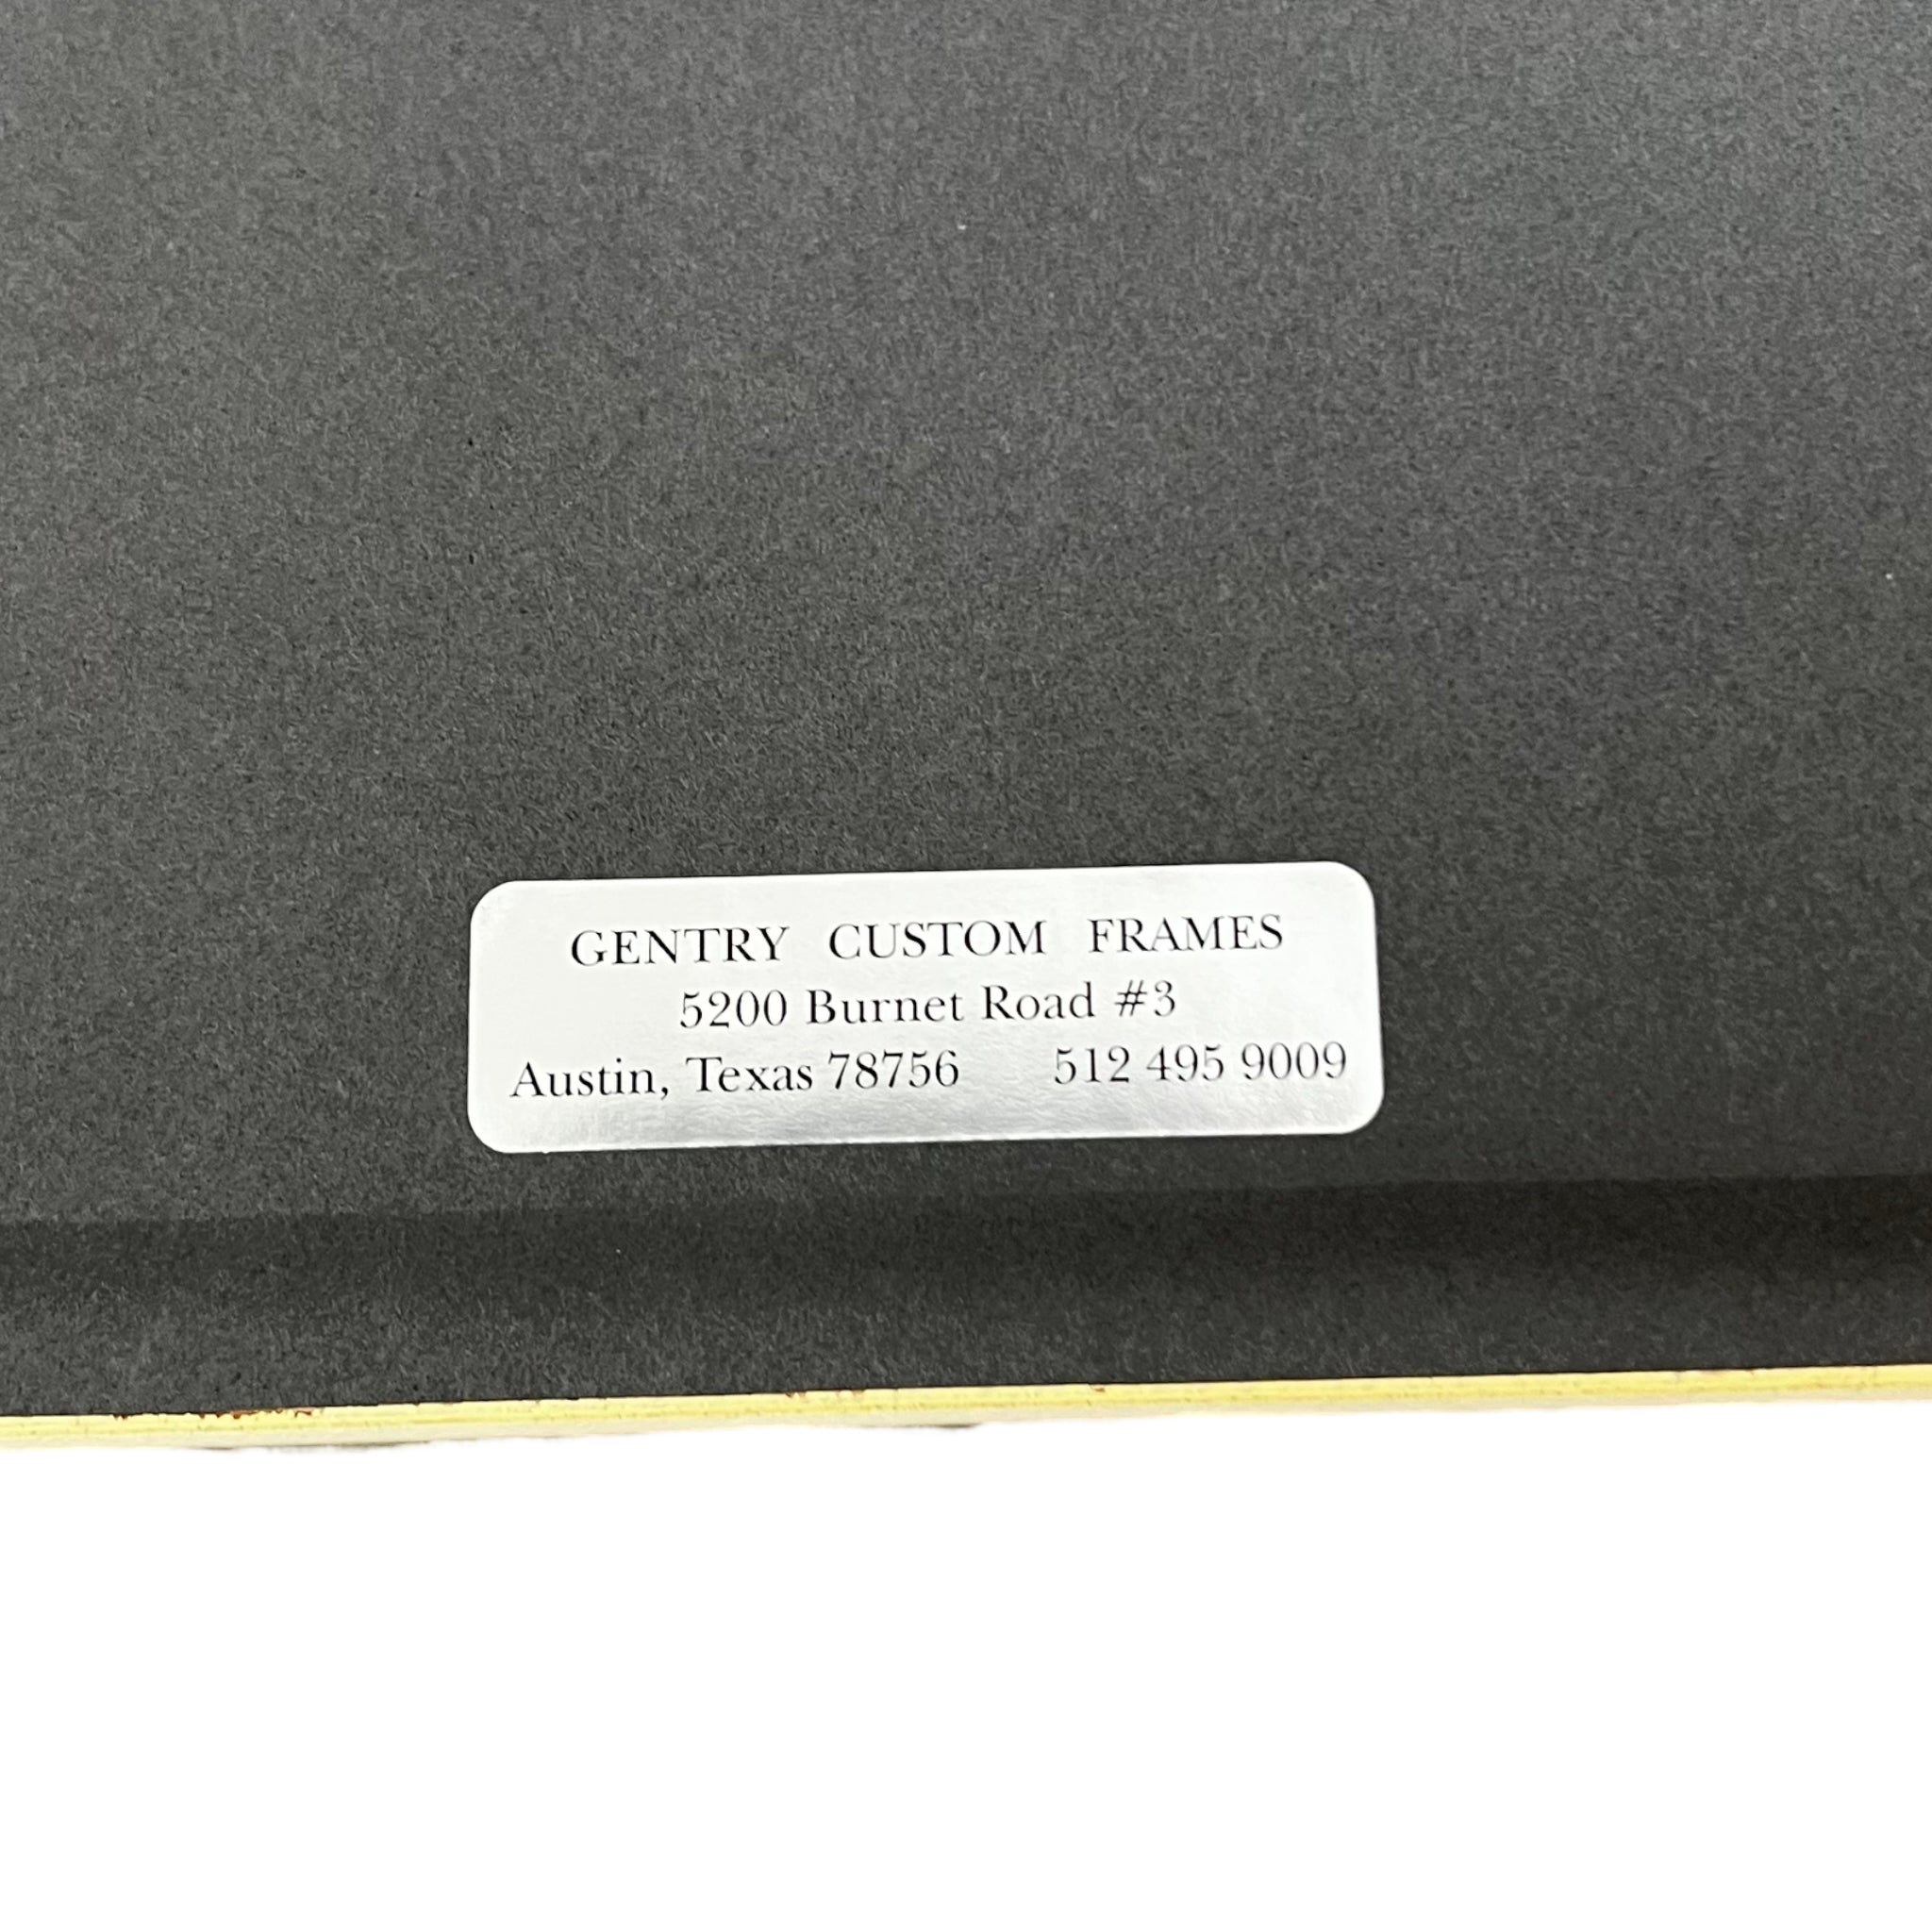 GENTRY CUSTOM FRAMES
5200 Burnet Road #3
Austin, Texas 78756 512 495 9009